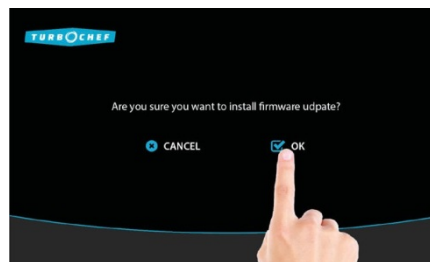 TURBOCHEF
Are you sure you want to install firmware udpate?
CANCEL
OK